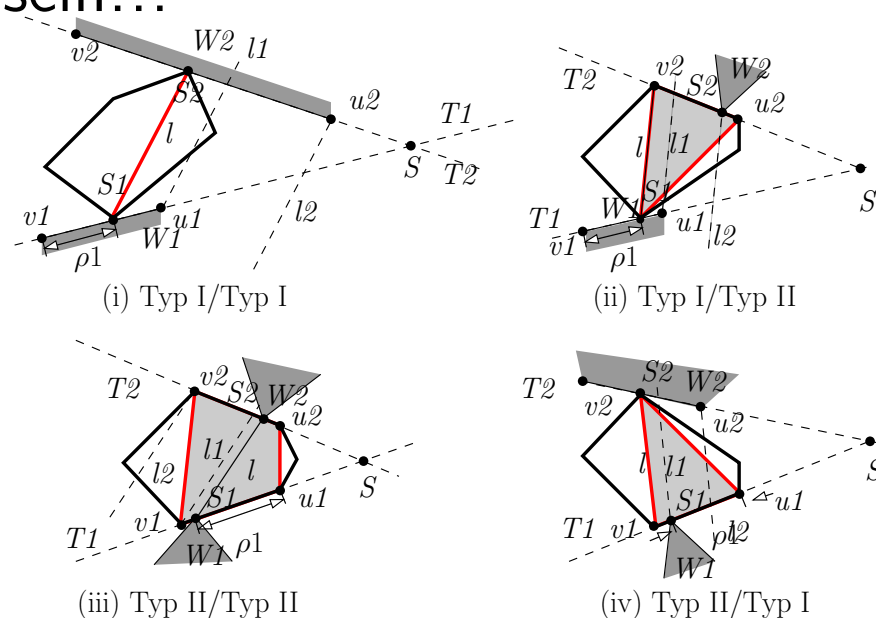 sein...
v2
W2
l1
S2
u2
l
T1
S
T2
S1
v1
u1
W1
l2
ρ1
(i) Typ I/Typ I
T2
v2
S2
W2
u2
l
l1
S1
S
T1
W1
u1
v1
l2
ρ1
(ii) Typ I/Typ II
T2
v2
S2
W2
u2
l1
l2
l
S
S1
u1
v1
T1
W1
ρ1
(iii) Typ II/Typ II
T2
S2
W2
v2
u2
l
l1
S
S1
u1
T1
v1
ρ1
l2
W1
(iv) Typ II/Typ I